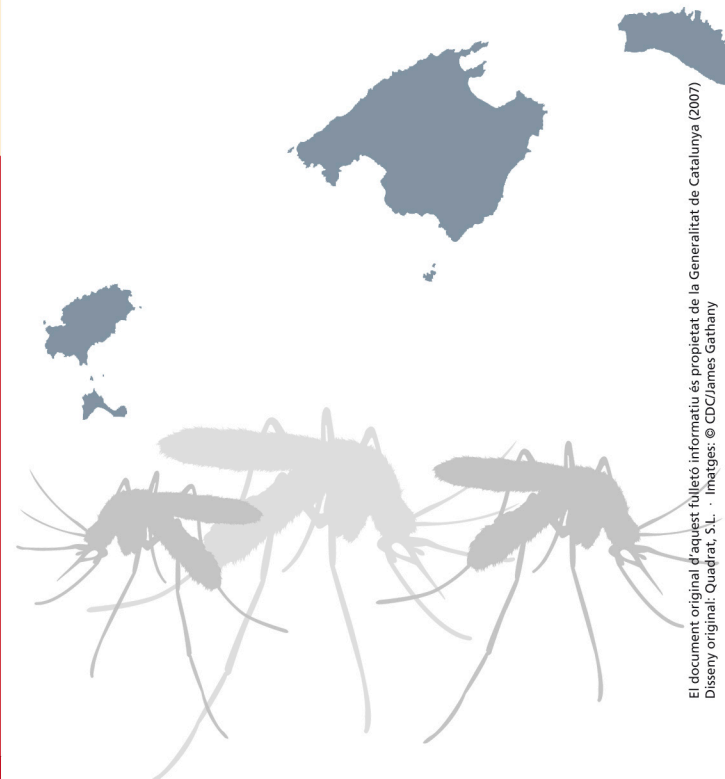 El document original d'aquest fulletó informatiu és propietat de la Generalitat de Catalunya (2007)
Disseny original: Quadrat, S.L. · Imatges: © CDC/James Gathany